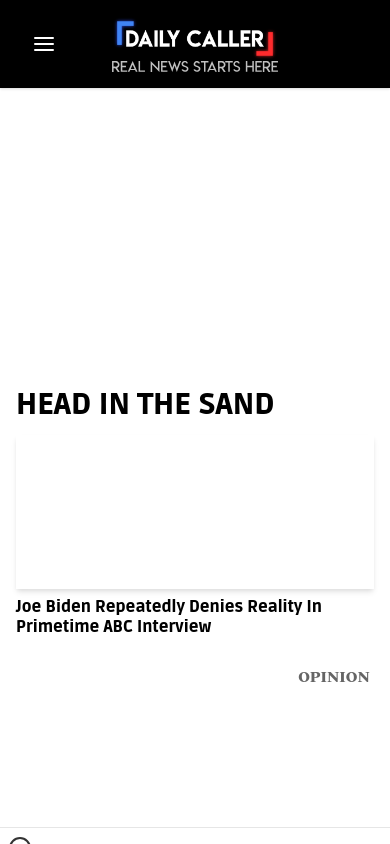 DAILY CALLER
REAL NEWS STARTS HERE
HEAD IN THE SAND
Joe Biden Repeatedly Denies Reality In
Primetime ABC Interview
OPINION